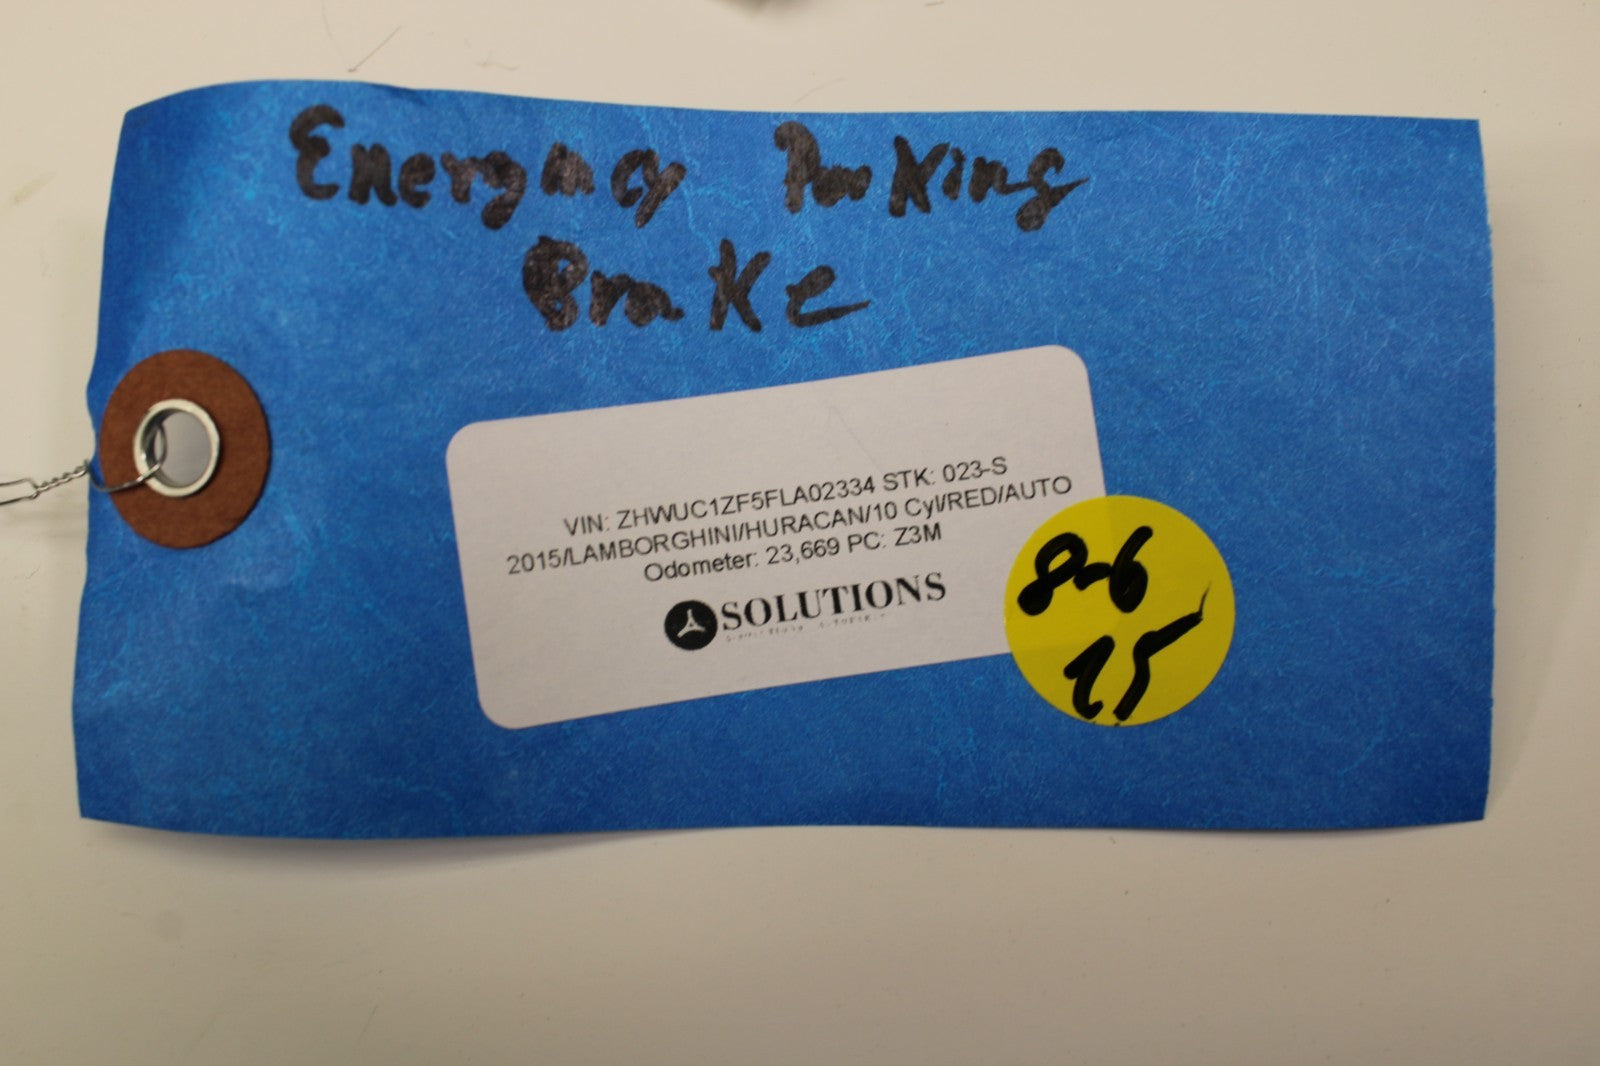 Emergmcy Parking
Brake
VIN: ZHWUC1ZF5FLA02334 STK: 023-S
2015/LAMBORGHINI/HURACAN/10 Cyl/RED/AUTO
Odometer: 23,669 PC: Z3M
SOLUTIONS
8-6
25